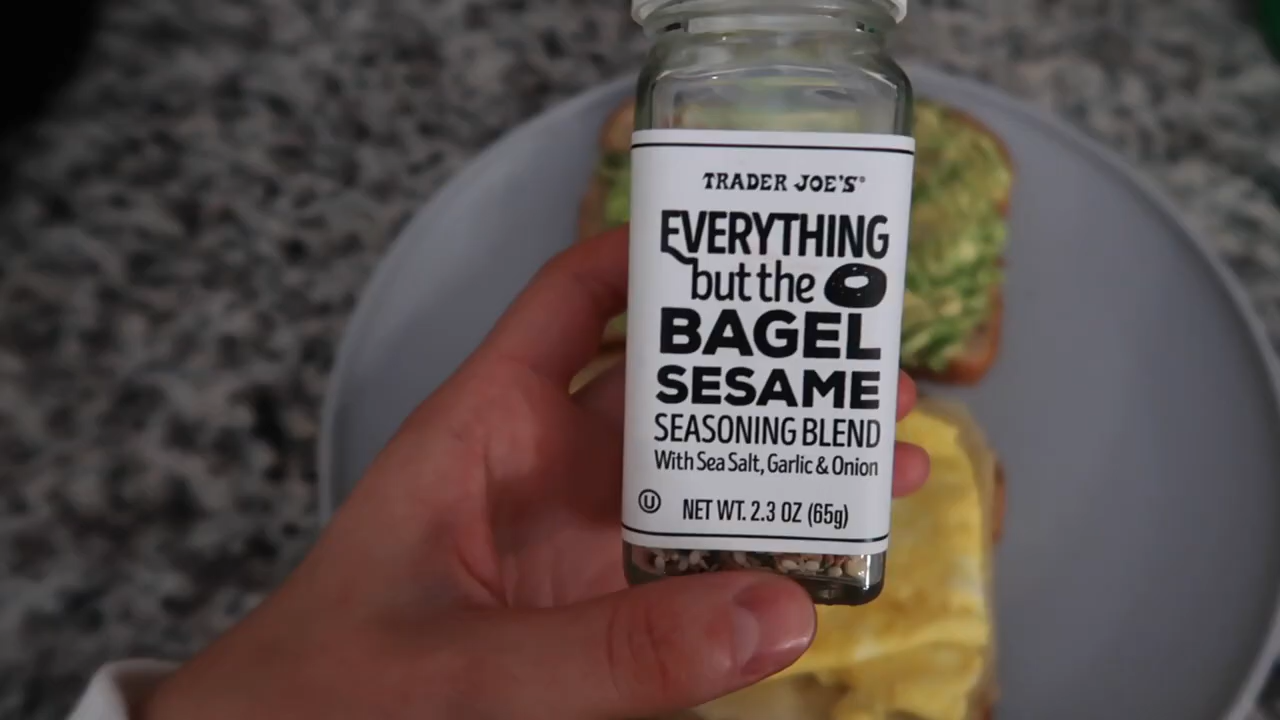 TRADER JOE'S®
EVERYTHING
but the
BAGEL
SESAME
SEASONING BLEND
With Sea Salt, Garlic & Onion
U
NET WT. 2.3 OZ (65g)